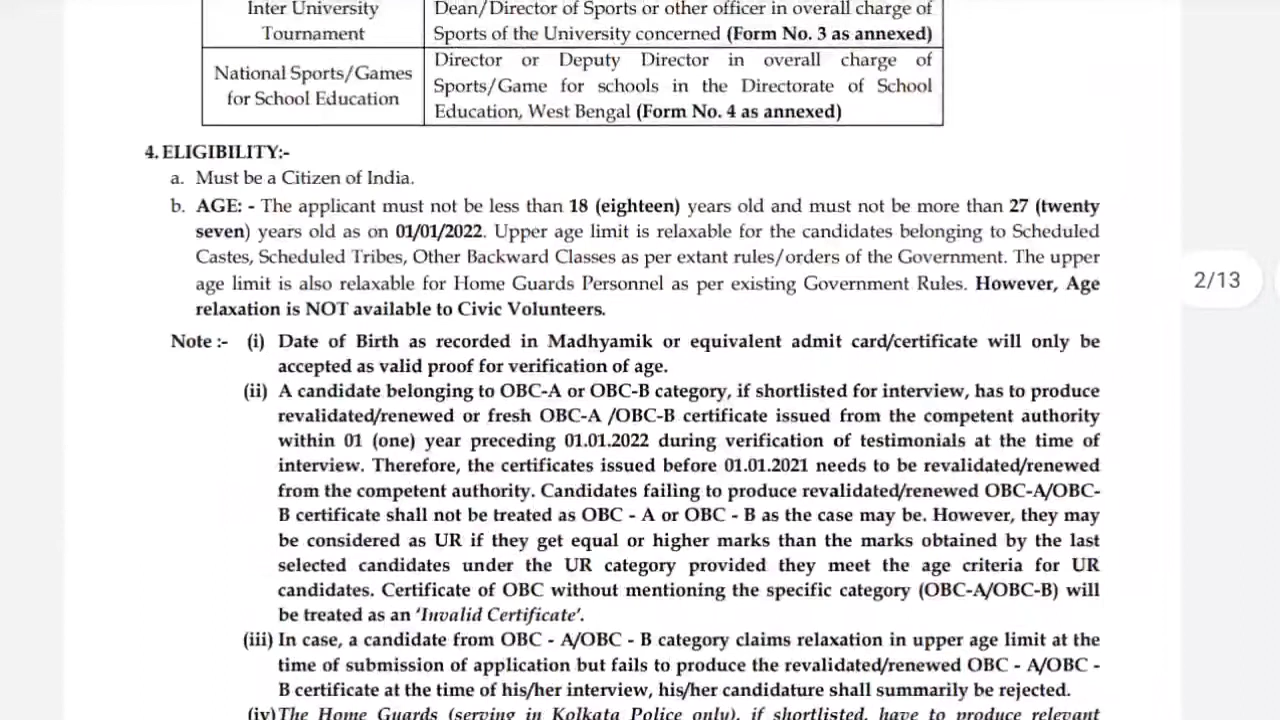 Inter University
Tournament
Dean/Director of Sports or other officer in overall charge of
Sports of the University concerned (Form No. 3 as annexed)
National Sports/Games
for School Education
Director or Deputy Director in overall charge of
Sports/Game for schools in the Directorate of School
Education, West Bengal (Form No. 4 as annexed)
4. ELIGIBILITY:-
a. Must be a Citizen of India.
b. AGE: - The applicant must not be less than 18 (eighteen) years old and must not be more than 27 (twenty
seven) years old as on 01/01/2022. Upper age limit is relaxable for the candidates belonging to Scheduled
Castes, Scheduled Tribes, Other Backward Classes as per extant rules/orders of the Government. The upper
age limit is also relaxable for Home Guards Personnel as per existing Government Rules. However, Age
relaxation is NOT available to Civic Volunteers.
2/13
Note :- (i) Date of Birth as recorded in Madhyamik or equivalent admit card/certificate will only be
accepted as valid proof for verification of age.
(ii) A candidate belonging to OBC-A or OBC-B category, if shortlisted for interview, has to produce
revalidated/renewed or fresh OBC-A /OBC-B certificate issued from the competent authority
within 01 (one) year preceding 01.01.2022 during verification of testimonials at the time of
interview. Therefore, the certificates issued before 01.01.2021 needs to be revalidated/renewed
from the competent authority. Candidates failing to produce revalidated/renewed OBC-A/OBC-
B certificate shall not be treated as OBC - A or OBC - B as the case may be. However, they may
be considered as UR if they get equal or higher marks than the marks obtained by the last
selected candidates under the UR category provided they meet the age criteria for UR
candidates. Certificate of OBC without mentioning the specific category (OBC-A/OBC-B) will
be treated as an 'Invalid Certificate'.
(iii) In case, a candidate from OBC - A/OBC - B category claims relaxation in upper age limit at the
time of submission of application but fails to produce the revalidated/renewed OBC - A/OBC -
B certificate at the time of his/her interview, his/her candidature shall summarily be rejected.
(iv) The Home Guards (serving in Kolkata Police only), if shortlisted, have to produce relevant